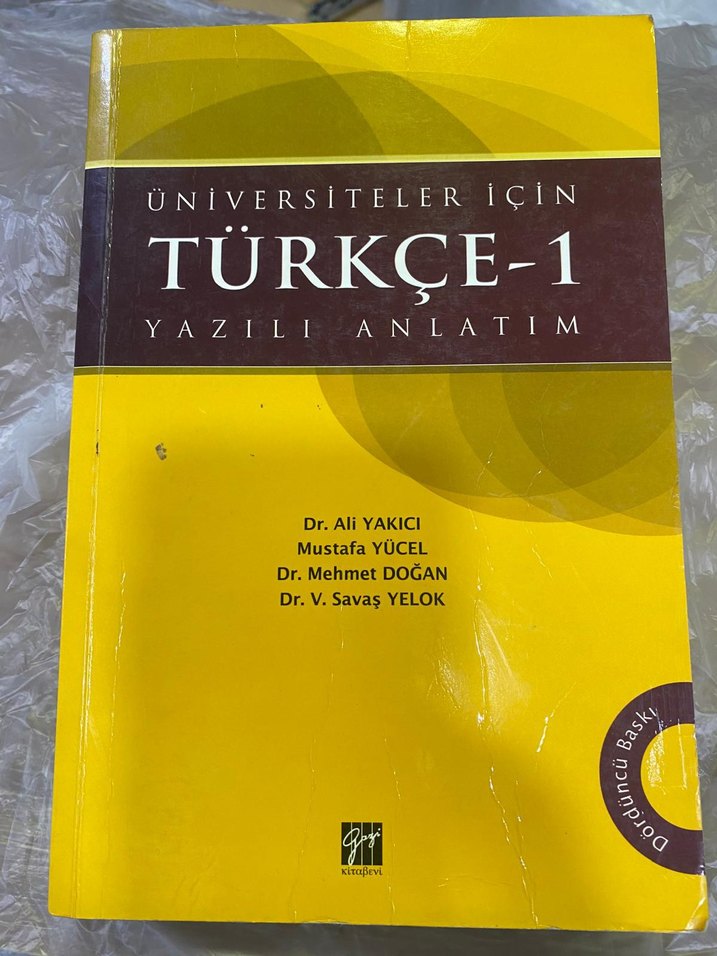 ÜNİVERSİTELER İÇİN
TÜRKÇE-1
YAZILI ANLATIM
Dr. Ali YAKICI
Mustafa YÜCEL
Dr. Mehmet DOĞAN
Dr. V. Savaş YELOK
Dördüncü Baskı
gazi
kitabevi